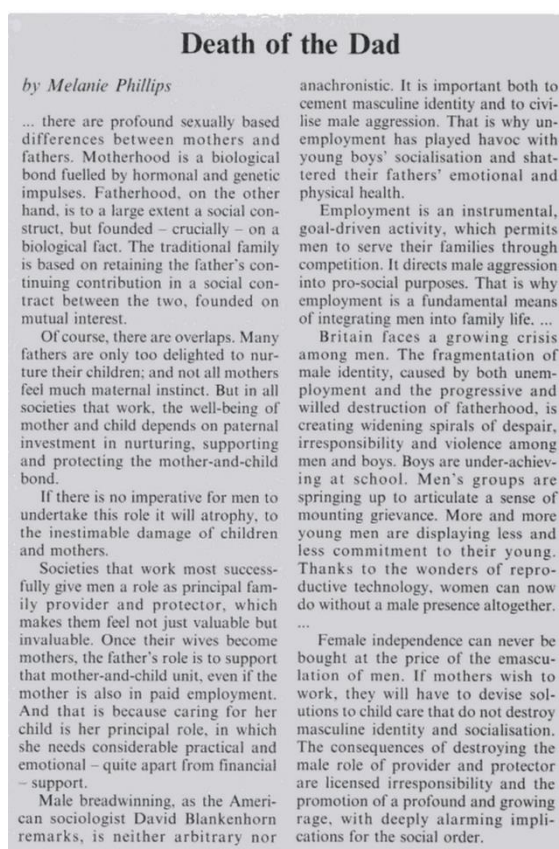 Death of the Dad
by Melanie Phillips
... there are profound sexually based
differences between mothers and
fathers. Motherhood is a biological
bond fuelled by hormonal and genetic
impulses. Fatherhood, on the other
hand, is to a large extent a social con-
struct, but founded – crucially – on a
biological fact. The traditional family
is based on retaining the father's con-
tinuing contribution in a social con-
tract between the two, founded on
mutual interest.
Of course, there are overlaps. Many
fathers are only too delighted to nur-
ture their children; and not all mothers
feel much maternal instinct. But in all
societies that work, the well-being of
mother and child depends on paternal
investment in nurturing, supporting
and protecting the mother-and-child
bond.
If there is no imperative for men to
undertake this role it will atrophy, to
the inestimable damage of children
and mothers.
Societies that work most success-
fully give men a role as principal fam-
ily provider and protector, which
makes them feel not just valuable but
invaluable. Once their wives become
mothers, the father's role is to support
that mother-and-child unit, even if the
mother is also in paid employment.
And that is because caring for her
child is her principal role, in which
she needs considerable practical and
emotional – quite apart from financial
– support.
Male breadwinning, as the Ameri-
can sociologist David Blankenhorn
remarks, is neither arbitrary nor
anachronistic. It is important both to
cement masculine identity and to civi-
lise male aggression. That is why un-
employment has played havoc with
young boys' socialisation and shat-
tered their fathers' emotional and
physical health.
Employment is an instrumental,
goal-driven activity, which permits
men to serve their families through
competition. It directs male aggression
into pro-social purposes. That is why
employment is a fundamental means
of integrating men into family life. ...
Britain faces a growing crisis
among men. The fragmentation of
male identity, caused by both unem-
ployment and the progressive and
willed destruction of fatherhood, is
creating widening spirals of despair,
irresponsibility and violence among
men and boys. Boys are under-achiev-
ing at school. Men's groups are
springing up to articulate a sense of
mounting grievance. More and more
young men are displaying less and
less commitment to their young.
Thanks to the wonders of repro-
ductive technology, women can now
do without a male presence altogether.
...
Female independence can never be
bought at the price of the emascu-
lation of men. If mothers wish to
work, they will have to devise sol-
utions to child care that do not destroy
masculine identity and socialisation.
The consequences of destroying the
male role of provider and protector
are licensed irresponsibility and the
promotion of a profound and growing
rage, with deeply alarming impli-
cations for the social order.